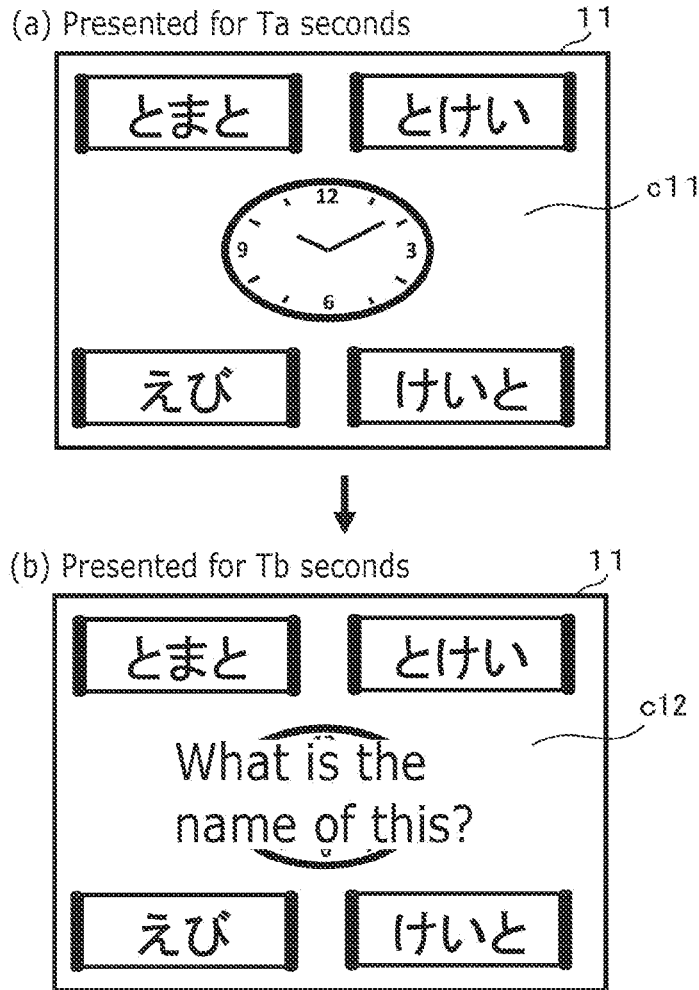 (a) Presented for Ta seconds
11
とまと
とけい
12
9
3
6
c11
えび
けいと
(b) Presented for Tb seconds
11
とまと
とけい
c12
What is the
name of this?
えび
けいと